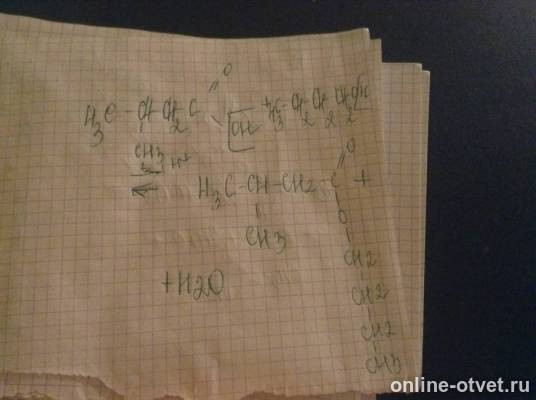 O
H3C - CH CH2 C
OH H3C - CH2 CH2 CH2 OH
CH3
H+
O
H3C - CH - CH2 - C +
CH3
O
CH2
+ H2O
CH2
CH2
CH3
online-otvet.ru